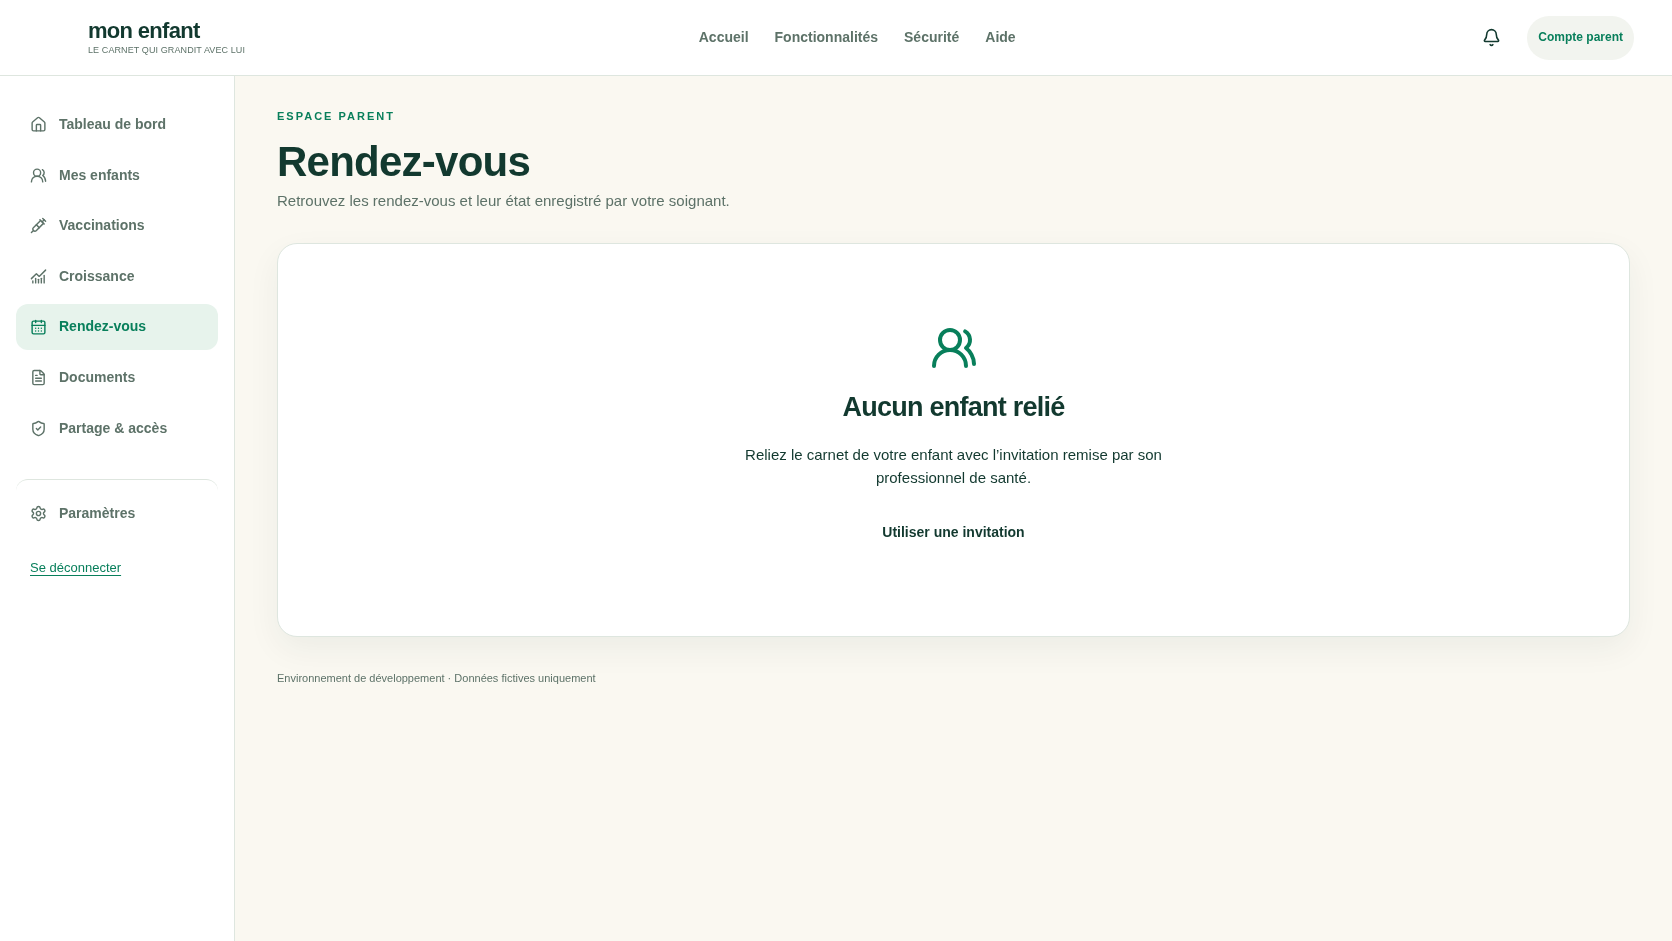 mon enfant
LE CARNET QUI GRANDIT AVEC LUI
Accueil
Fonctionnalités
Sécurité
Aide
Compte parent
Tableau de bord
Mes enfants
Vaccinations
Croissance
Rendez-vous
Documents
Partage & accès
Paramètres
Se déconnecter
ESPACE PARENT
Rendez-vous
Retrouvez les rendez-vous et leur état enregistré par votre soignant.
Aucun enfant relié
Reliez le carnet de votre enfant avec l’invitation remise par son
professionnel de santé.
Utiliser une invitation
Environnement de développement · Données fictives uniquement